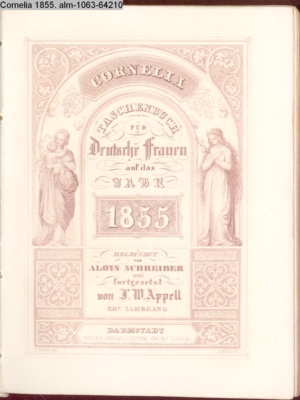 Cornelia 1855. alm-1063-64210
CORNELIA
TASCHENBUCH
FÜR
Deutsche Frauen
auf das
JAHR
1855
BEGRÜNDET
von
ALOYS SCHREIBER
und
fortgesetzt
von F. W. Appell
40r JAHRGANG
DARMSTADT